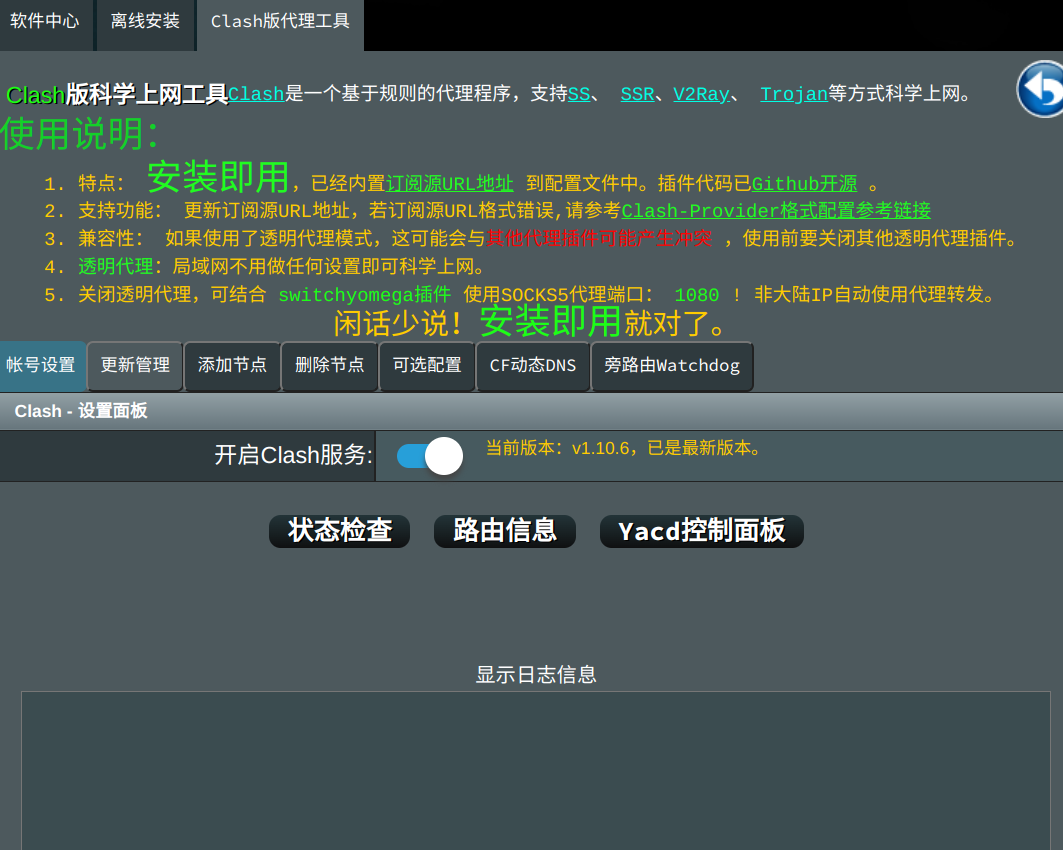 软件中心 离线安装 Clash版代理工具
Clash版科学上网工具Clash是一个基于规则的代理程序，支持SS、 SSR、V2Ray、 Trojan等方式科学上网。
使用说明：
1. 特点： 安装即用，已经内置订阅源URL地址 到配置文件中。插件代码已Github开源 。
2. 支持功能： 更新订阅源URL地址，若订阅源URL格式错误,请参考Clash-Provider格式配置参考链接
3. 兼容性： 如果使用了透明代理模式，这可能会与其他代理插件可能产生冲突 ，使用前要关闭其他透明代理插件。
4. 透明代理：局域网不用做任何设置即可科学上网。
5. 关闭透明代理，可结合 switchyomega插件 使用SOCKS5代理端口： 1080 ! 非大陆IP自动使用代理转发。
闲话少说！安装即用就对了。
帐号设置 更新管理 添加节点 删除节点 可选配置 CF动态DNS 旁路由Watchdog
Clash - 设置面板
开启Clash服务: 当前版本：v1.10.6，已是最新版本。
状态检查 路由信息 Yacd控制面板
显示日志信息